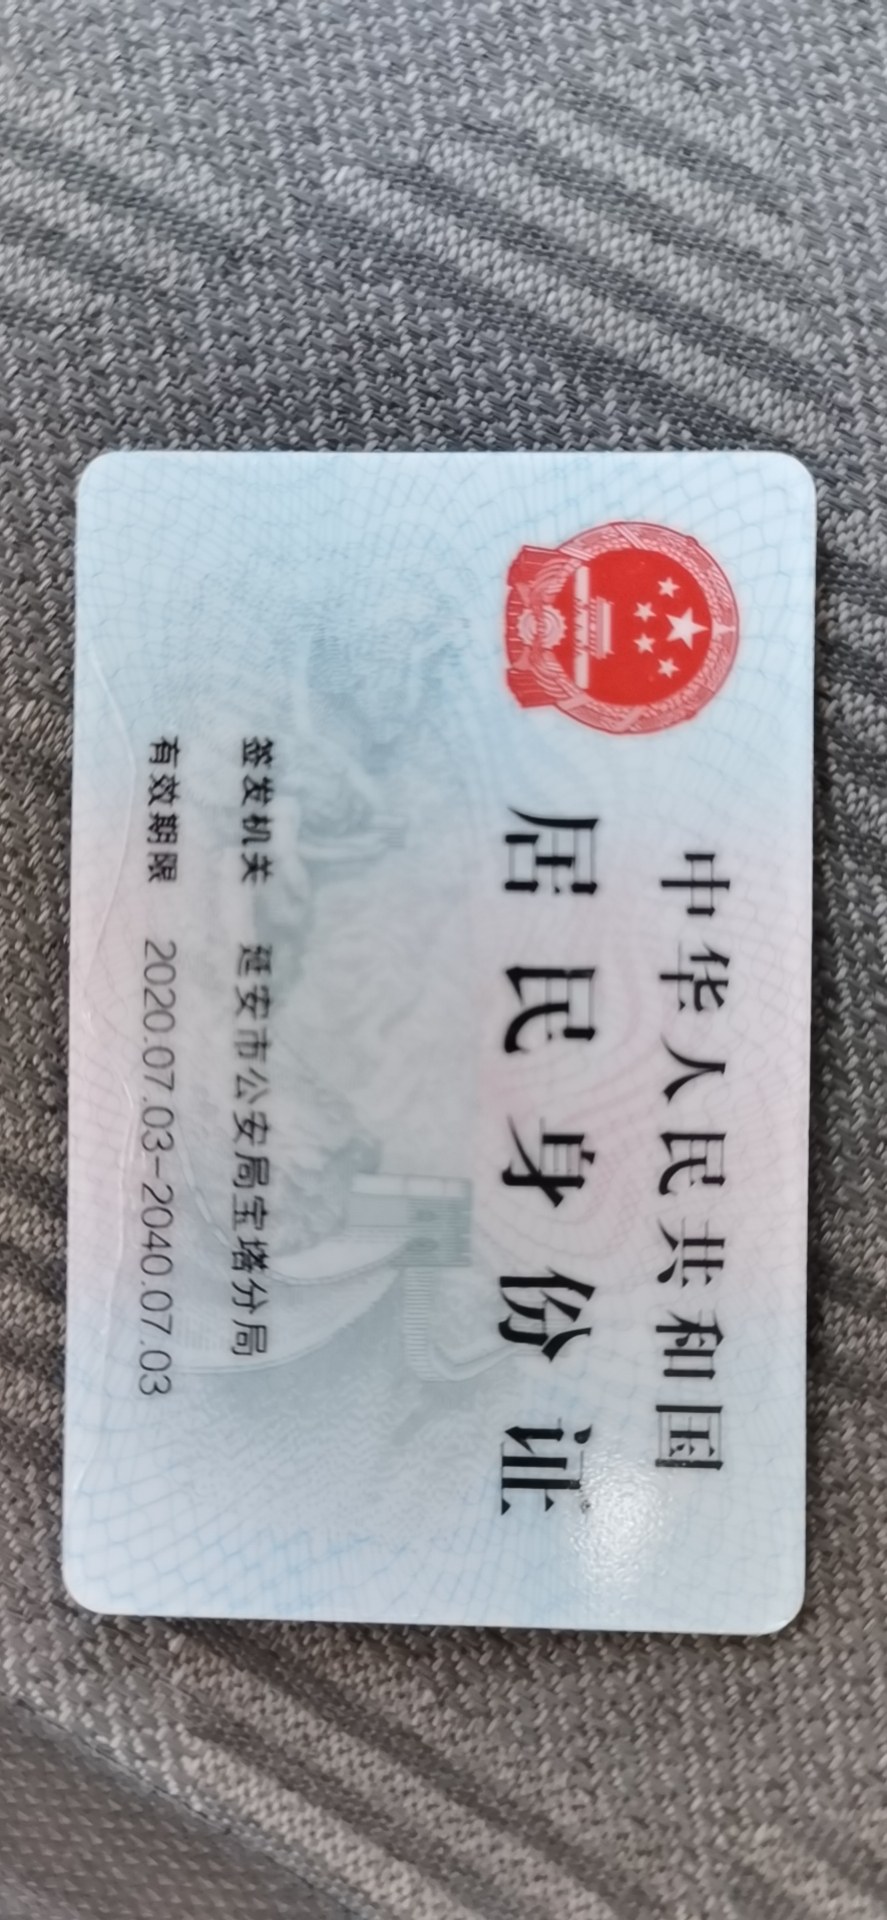 中华人民共和国
居民身份证
签发机关 延安市公安局宝塔分局
有效期限 2020.07.03-2040.07.03